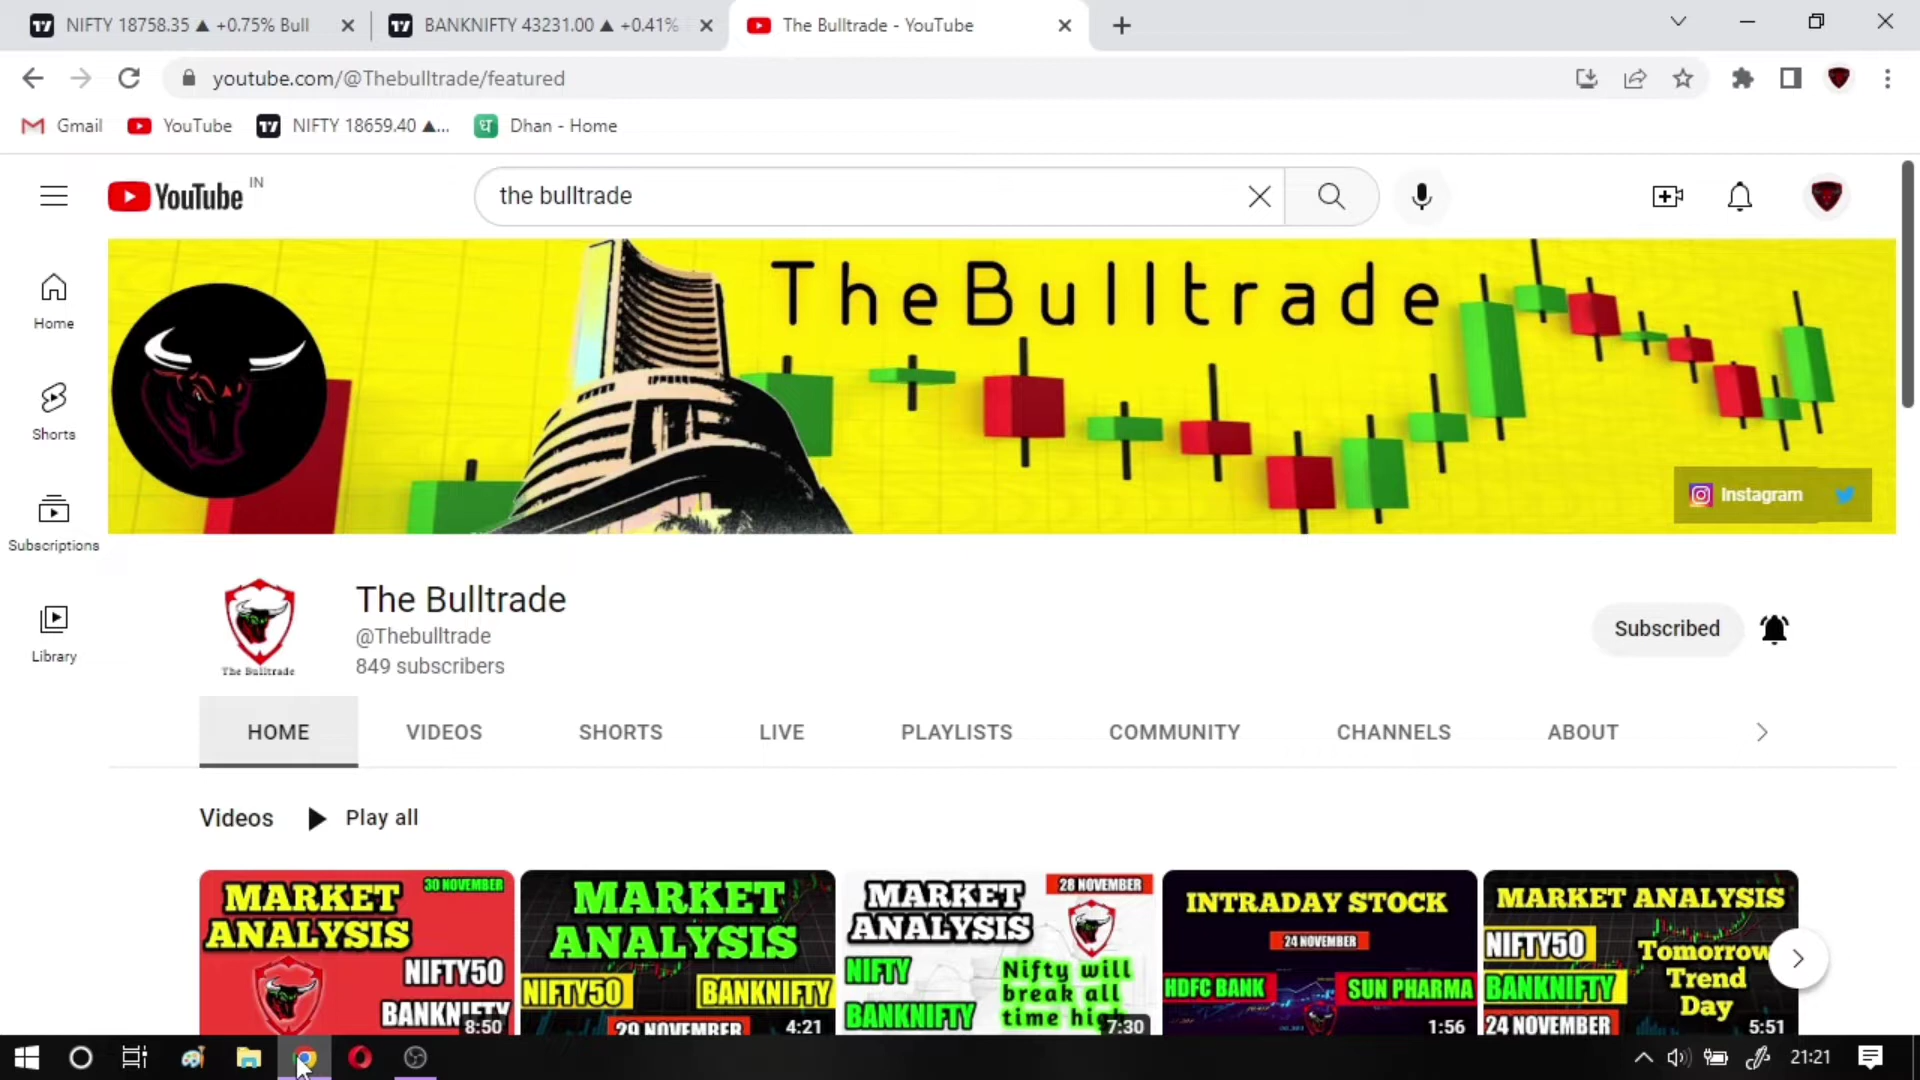 NIFTY 18758.35 ▲ +0.75% Bull
BANKNIFTY 43231.00 ▲ +0.41%
The Bulltrade - YouTube
youtube.com/@Thebulltrade/featured
Gmail
YouTube
NIFTY 18659.40 ▲...
Dhan - Home
YouTube IN
the bulltrade
Home
Shorts
Subscriptions
Library
TheBulltrade
Instagram
The Bulltrade
The Bulltrade
@Thebulltrade
849 subscribers
Subscribed
HOME
VIDEOS
SHORTS
LIVE
PLAYLISTS
COMMUNITY
CHANNELS
ABOUT
Videos
Play all
MARKET
30 NOVEMBER
ANALYSIS
NIFTY50
BANKNIFTY
8:50
MARKET
ANALYSIS
NIFTY50
BANKNIFTY
29 NOVEMBER
4:21
MARKET
28 NOVEMBER
ANALYSIS
NIFTY
BANKNIFTY
Nifty will
break all
time high
7:30
INTRADAY STOCK
24 NOVEMBER
HDFC BANK
SUN PHARMA
1:56
MARKET ANALYSIS
NIFTY50
BANKNIFTY
24 NOVEMBER
Tomorrow
Trend
Day
5:51
21:21